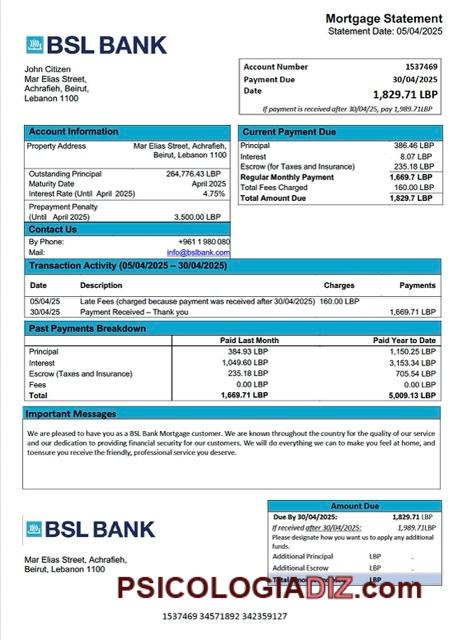 Mortgage Statement
Statement Date: 05/04/2025
BSL BANK
John Citizen
Mar Elias Street,
Achrafieh, Beirut,
Lebanon 1100
Account Number 1537469
Payment Due 30/04/2025
Date 1,829.71 LBP
If payment is received after 30/04/25, pay 1,989.71LBP
Account Information
Property Address Mar Elias Street, Achrafieh,
Beirut, Lebanon 1100
Outstanding Principal 264,776.43 LBP
Maturity Date April 2025
Interest Rate (Until April 2025) 4.75%
Prepayment Penalty
(Until April 2025) 3,500.00 LBP
Contact Us
By Phone: +961 1 980 080
Mail: info@bslbank.com
Current Payment Due
Principal 386.46 LBP
Interest 8.07 LBP
Escrow (for Taxes and Insurance) 235.18 LBP
Regular Monthly Payment 1,669.7 LBP
Total Fees Charged 160.00 LBP
Total Amount Due 1,829.7 LBP
Transaction Activity (05/04/2025 – 30/04/2025)
Date Description Charges Payments
05/04/25 Late Fees (charged because payment was received after 30/04/2025) 160.00 LBP
30/04/25 Payment Received – Thank you 1,669.71 LBP
Past Payments Breakdown
Paid Last Month Paid Year to Date
Principal 384.93 LBP 1,150.25 LBP
Interest 1,049.60 LBP 3,153.34 LBP
Escrow (Taxes and Insurance) 235.18 LBP 705.54 LBP
Fees 0.00 LBP 0.00 LBP
Total 1,669.71 LBP 5,009.13 LBP
Important Messages
We are pleased to have you as a BSL Bank Mortgage customer. We are known throughout the country for the quality of our service
and our dedication to providing financial security for our customers. We will do everything we can to make you feel at home, and
toensure you receive the friendly, professional service you deserve.
BSL BANK
Mar Elias Street, Achrafieh,
Beirut, Lebanon 1100
Amount Due
Due By 30/04/2025: 1,829.71 LBP
If received after 30/04/2025: 1,989.71LBP
Please designate how you want us to apply any additional
funds.
Additional Principal LBP .
Additional Escrow LBP .
Total LBP
PSICOLOGIADIZ.com
1537469 34571892 342359127